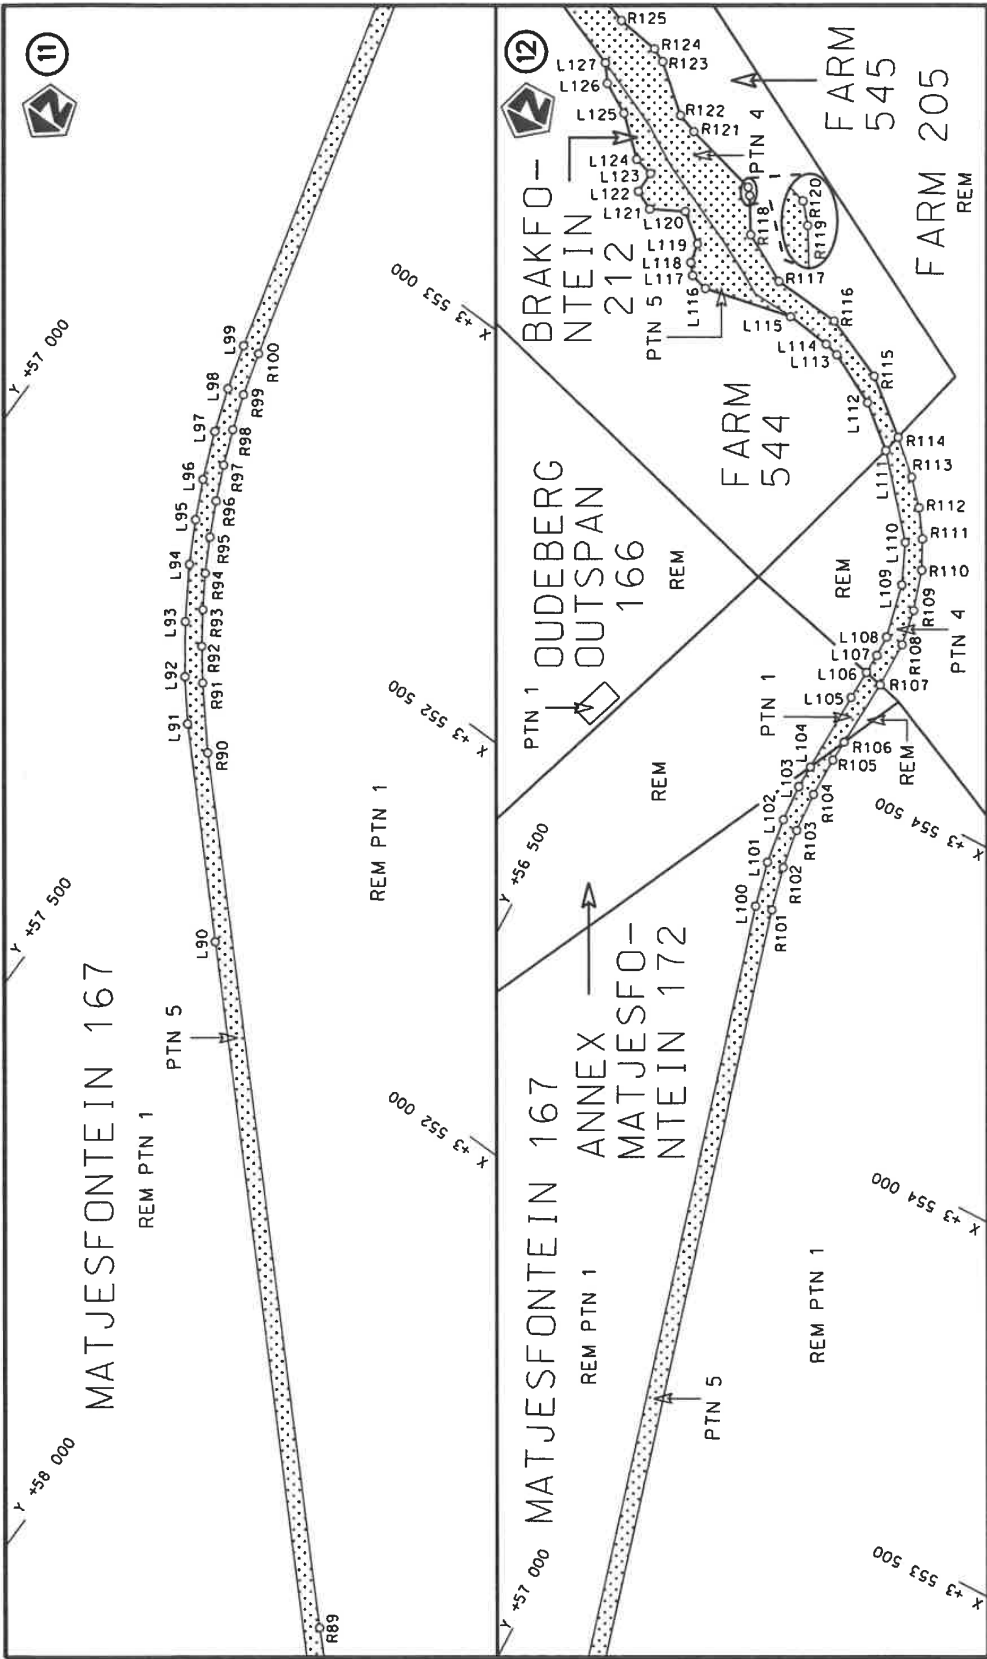 11
N
Y +58 000
Y +57 500
Y +57 000
MATJESFONTEIN 167
REM PTN 1
PTN 5
R89
L90
R90
L91
R91
L92
R92
L93
R93
L94
R94
L95
R95
L96
R96
L97
R97
L98
R98
L99
R99
R100
REM PTN 1
X +3 552 000
X +3 552 500
X +3 553 000
12
N
Y +57 000
Y +56 500
MATJESFONTEIN 167
REM PTN 1
ANNEX
MATJESFO-
NTEIN 172
PTN 5
REM PTN 1
PTN 1
OUDEBERG
OUTSPAN
166
REM
REM
REM
PTN 1
REM
PTN 4
BRAKFO-
NTEIN
212
PTN 5
PTN 4
FARM
544
FARM
545
FARM 205
REM
L100
R101
L101
R102
L102
R103
L103
R104
L104
R105
R106
L105
L106
R107
L107
L108
R108
L109
R109
L110
R110
R111
R112
L111
R113
R114
L112
R115
L113
L114
R116
L115
R117
L116
L117
L118
L119
R118
L120
L121
L122
L123
L124
R119
R120
R121
R122
L125
L126
L127
R123
R124
R125
X +3 553 500
X +3 554 000
X +3 554 500